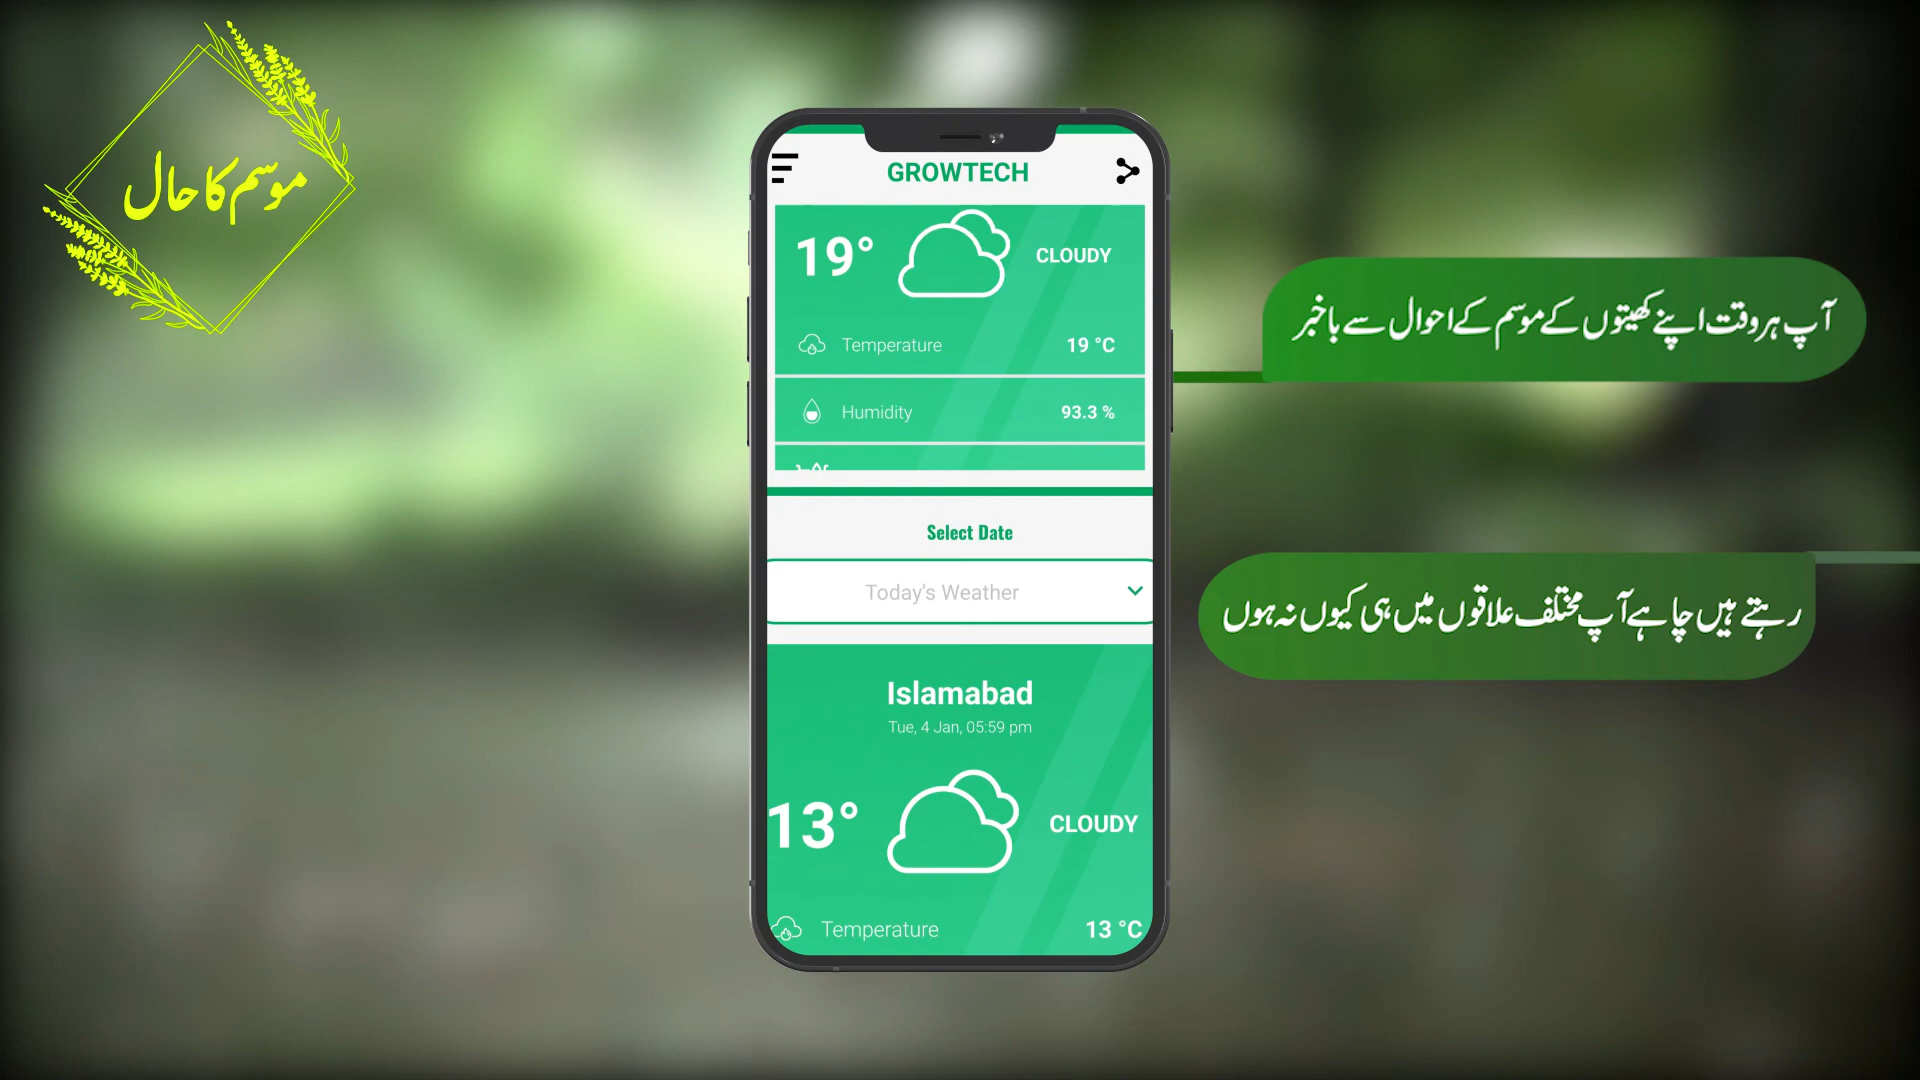 موسم کا حال
GROWTECH
19° CLOUDY
Temperature 19 °C
Humidity 93.3 %
Select Date
Today's Weather
Islamabad
Tue, 4 Jan, 05:59 pm
13° CLOUDY
Temperature 13 °C
آپ ہر وقت اپنے کھیتوں کے موسم کے احوال سے باخبر
رہتے ہیں چاہے آپ مختلف علاقوں میں ہی کیوں نہ ہوں